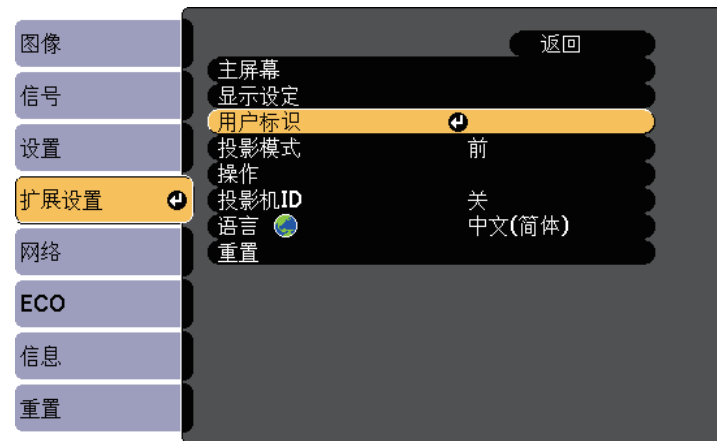 图像
信号
设置
扩展设置
网络
ECO
信息
重置
返回
主屏幕
显示设定
用户标识
投影模式 前
操作
投影机ID 关
语言 中文(简体)
重置